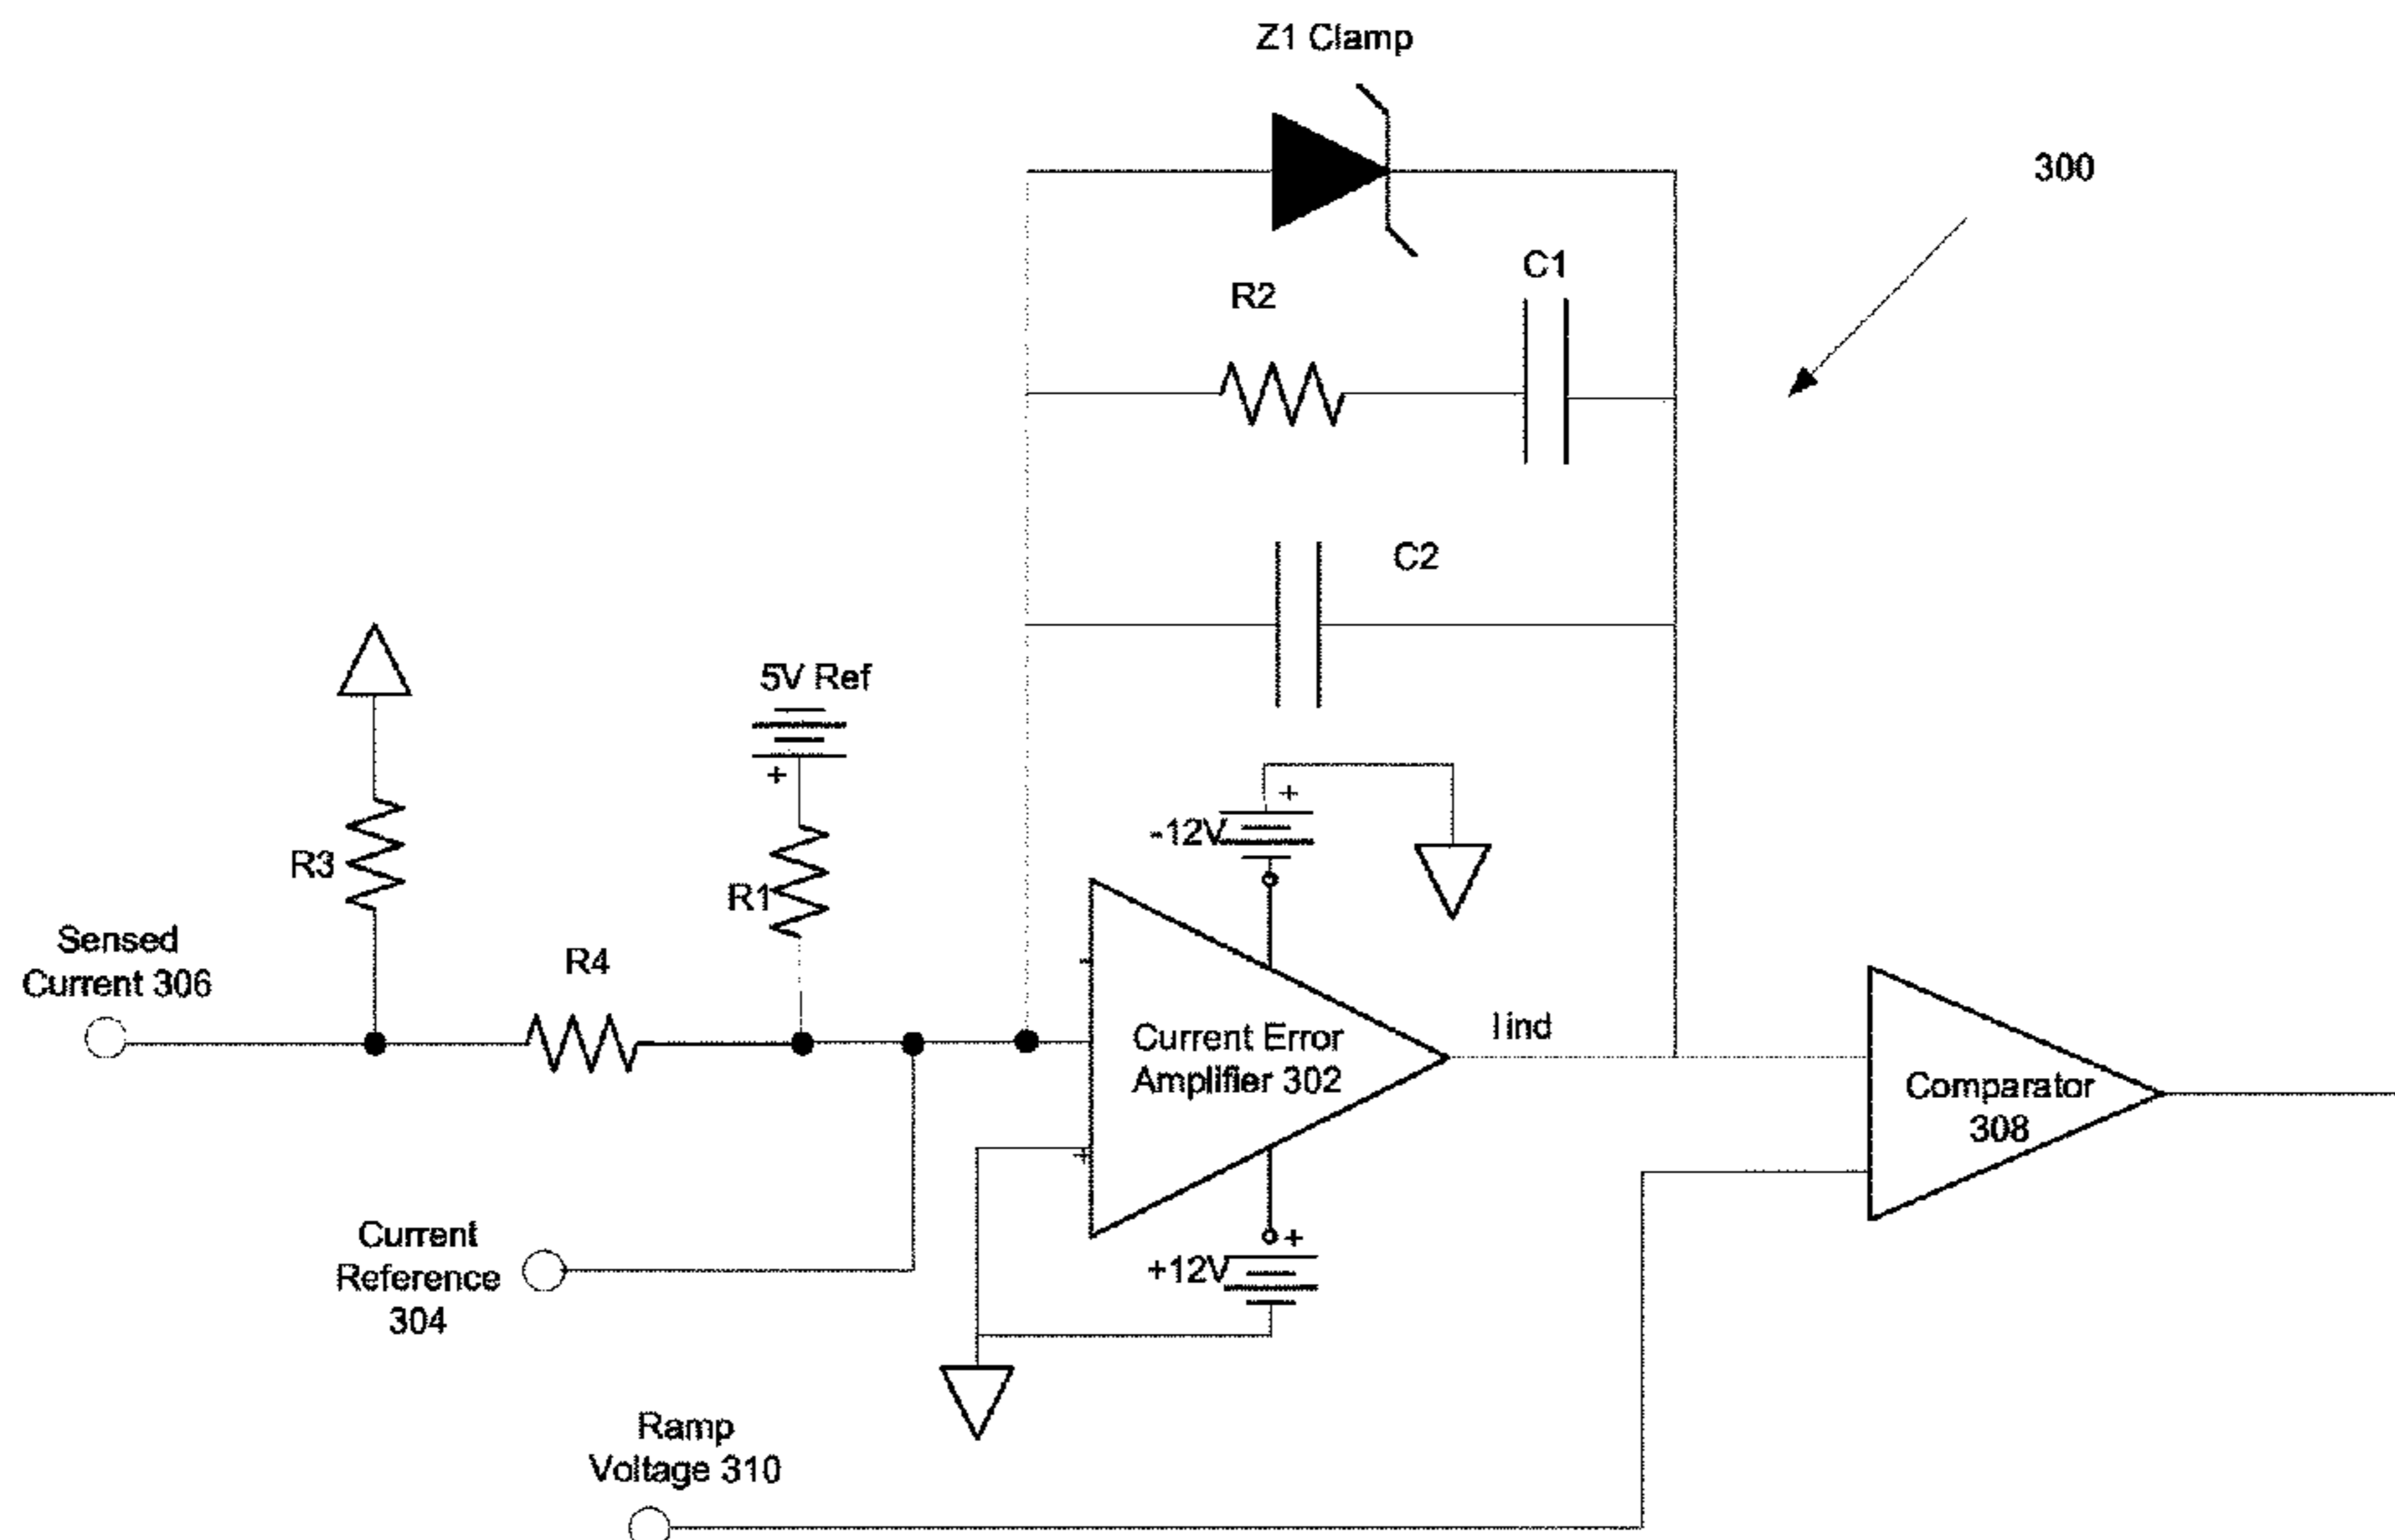 Z1 Clamp
300
C1
R2
C2
5V Ref
+
+
-12V
R3
R1
Sensed
Current 306
R4
-
Current Error
Amplifier 302
Iind
Comparator
308
+
Current
Reference
304
+
+12V
Ramp
Voltage 310